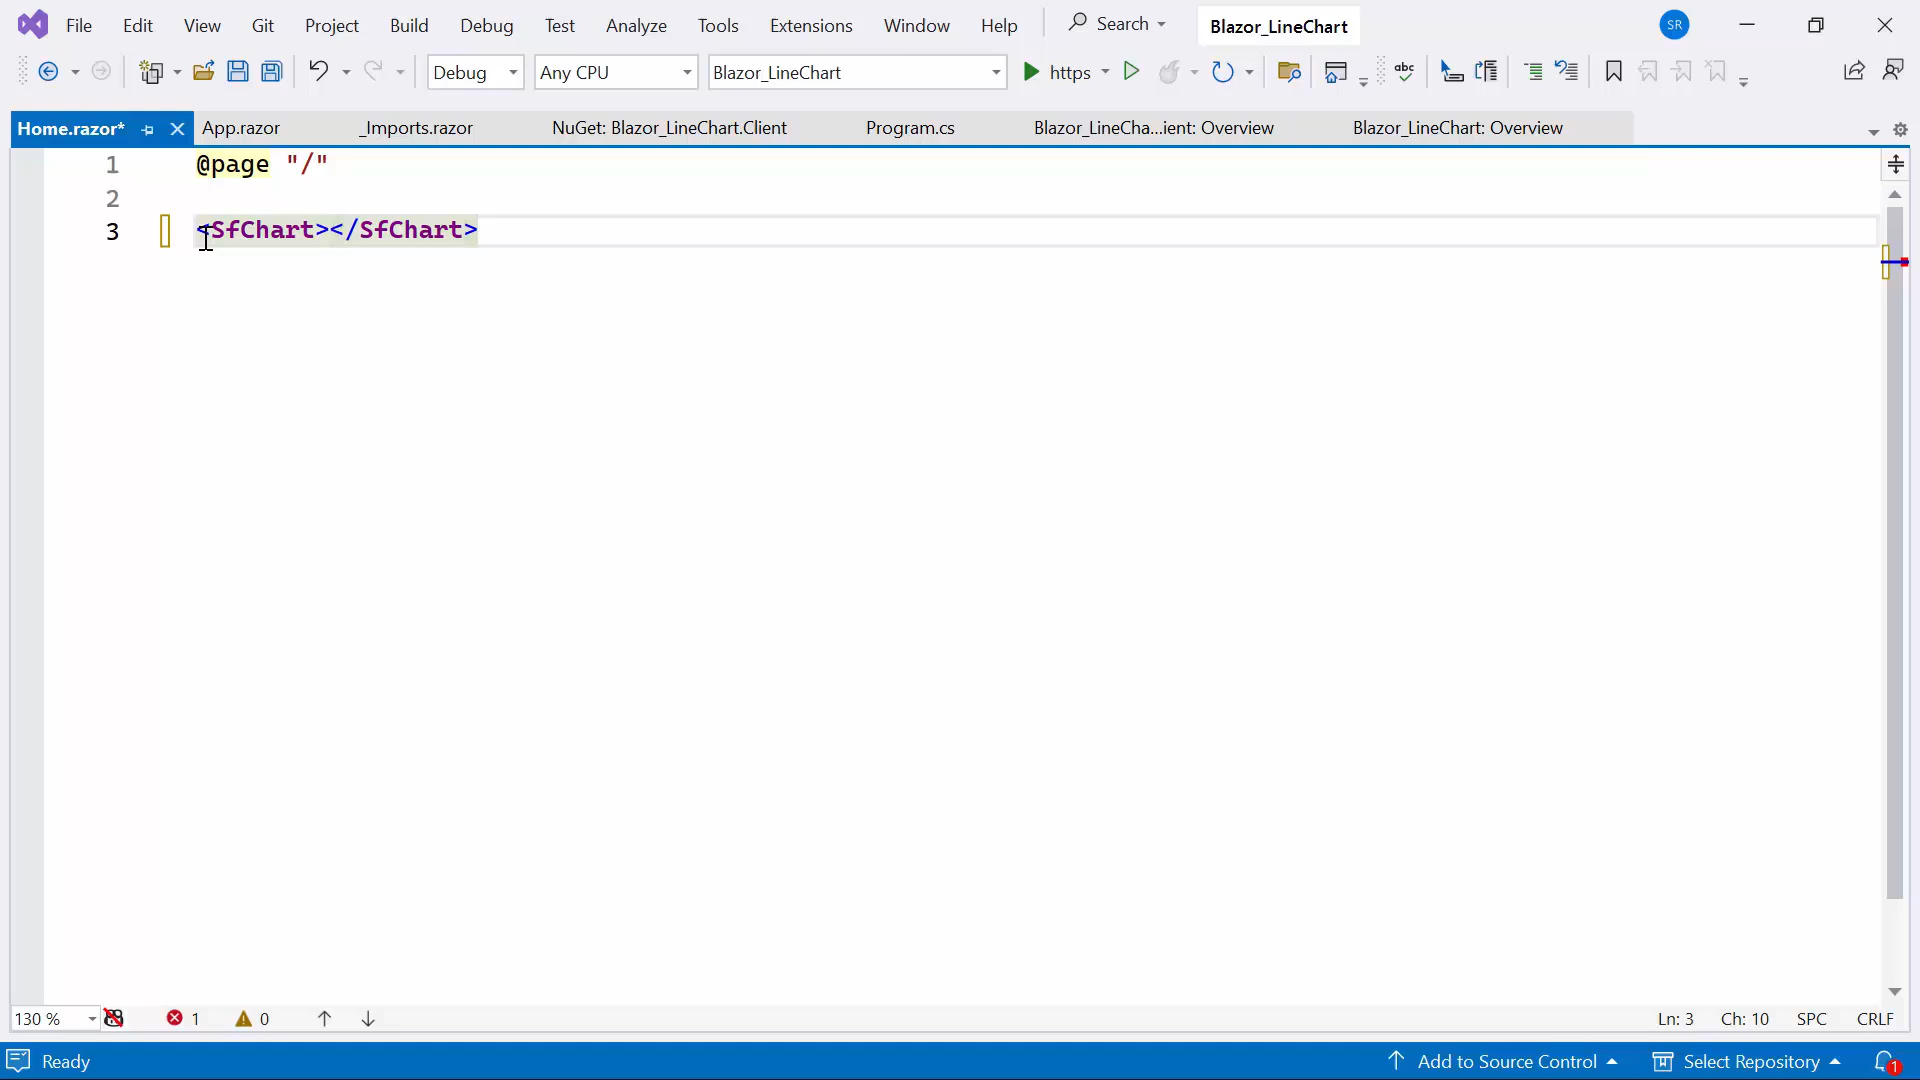 File Edit View Git Project Build Debug Test Analyze Tools Extensions Window Help Search Blazor_LineChart SR
Debug Any CPU Blazor_LineChart https abc
Home.razor* App.razor _Imports.razor NuGet: Blazor_LineChart.Client Program.cs Blazor_LineCha...ient: Overview Blazor_LineChart: Overview
1 @page "/"
2
3 <SfChart></SfChart>
130 % 1 0 Ln: 3 Ch: 10 SPC CRLF
Ready Add to Source Control Select Repository 1